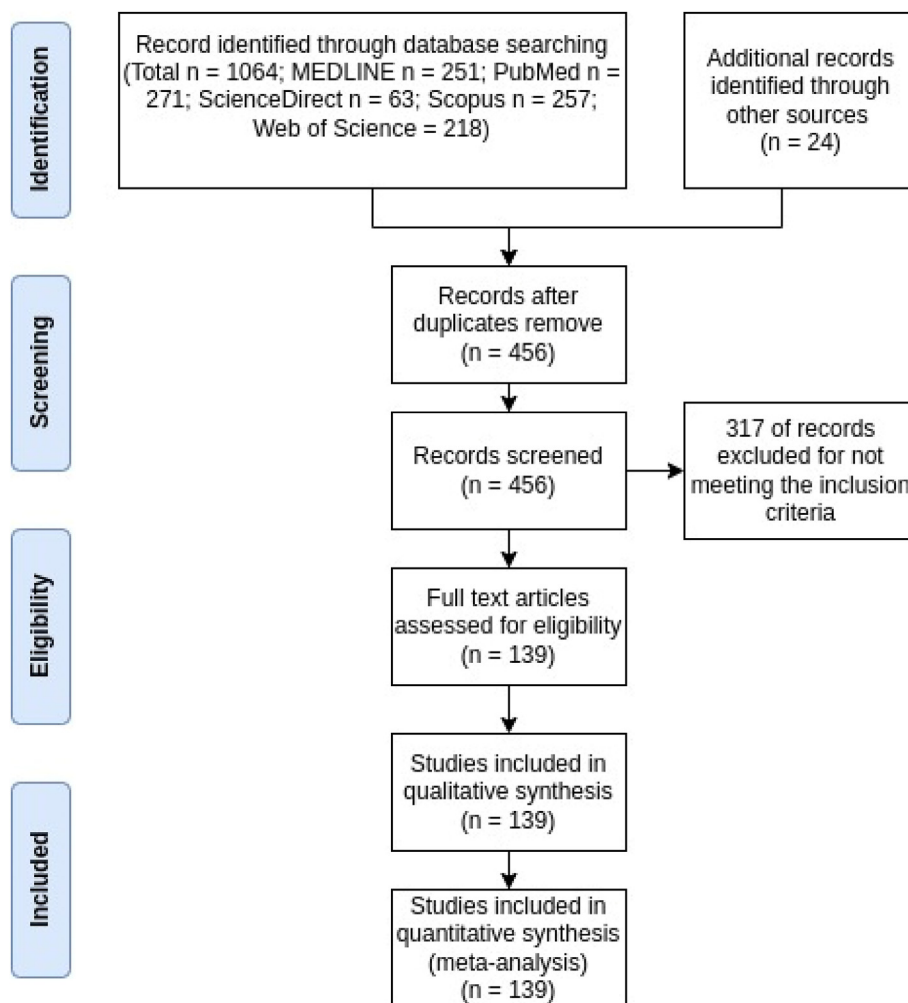 Identification
Record identified through database searching
(Total n = 1064; MEDLINE n = 251; PubMed n =
271; ScienceDirect n = 63; Scopus n = 257;
Web of Science = 218)
Additional records
identified through
other sources
(n = 24)
Screening
Records after
duplicates remove
(n = 456)
Records screened
(n = 456)
317 of records
excluded for not
meeting the inclusion
criteria
Eligibility
Full text articles
assessed for eligibility
(n = 139)
Included
Studies included in
qualitative synthesis
(n = 139)
Studies included in
quantitative synthesis
(meta-analysis)
(n = 139)